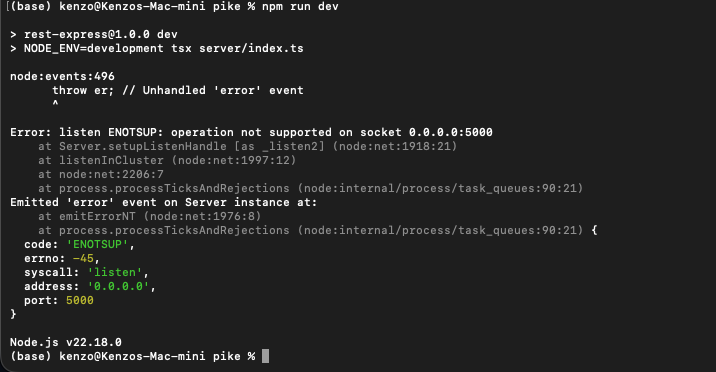 [(base) kenzo@Kenzos-Mac-mini pike % npm run dev
> rest-express@1.0.0 dev
> NODE_ENV=development tsx server/index.ts
node:events:496
throw er; // Unhandled 'error' event
^
Error: listen ENOTSUP: operation not supported on socket 0.0.0.0:5000
at Server.setupListenHandle [as _listen2] (node:net:1918:21)
at listenInCluster (node:net:1997:12)
at node:net:2206:7
at process.processTicksAndRejections (node:internal/process/task_queues:90:21)
Emitted 'error' event on Server instance at:
at emitErrorNT (node:net:1976:8)
at process.processTicksAndRejections (node:internal/process/task_queues:90:21) {
code: 'ENOTSUP',
errno: -45,
syscall: 'listen',
address: '0.0.0.0',
port: 5000
}
Node.js v22.18.0
(base) kenzo@Kenzos-Mac-mini pike %